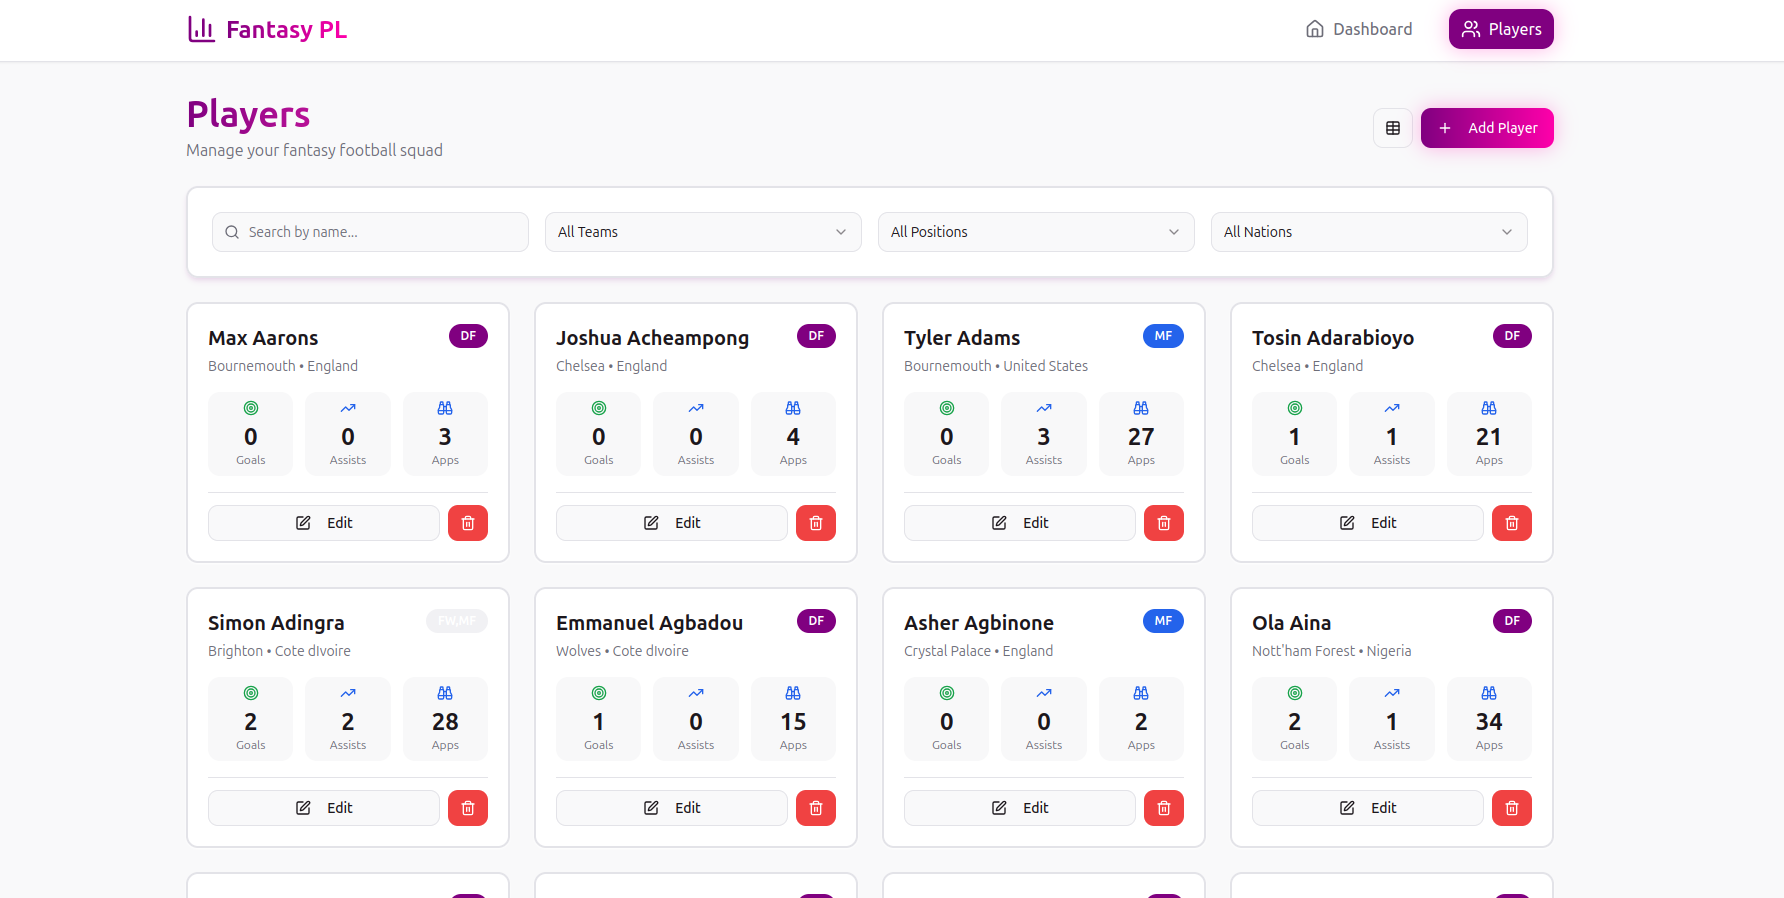 Fantasy PL
Dashboard
Players
Players
Manage your fantasy football squad
Add Player
Search by name...
All Teams
All Positions
All Nations
Max Aarons
DF
Bournemouth • England
0
Goals
0
Assists
3
Apps
Edit
Joshua Acheampong
DF
Chelsea • England
0
Goals
0
Assists
4
Apps
Edit
Tyler Adams
MF
Bournemouth • United States
0
Goals
3
Assists
27
Apps
Edit
Tosin Adarabioyo
DF
Chelsea • England
1
Goals
1
Assists
21
Apps
Edit
Simon Adingra
FW,MF
Brighton • Cote dIvoire
2
Goals
2
Assists
28
Apps
Edit
Emmanuel Agbadou
DF
Wolves • Cote dIvoire
1
Goals
0
Assists
15
Apps
Edit
Asher Agbinone
MF
Crystal Palace • England
0
Goals
0
Assists
2
Apps
Edit
Ola Aina
DF
Nott'ham Forest • Nigeria
2
Goals
1
Assists
34
Apps
Edit